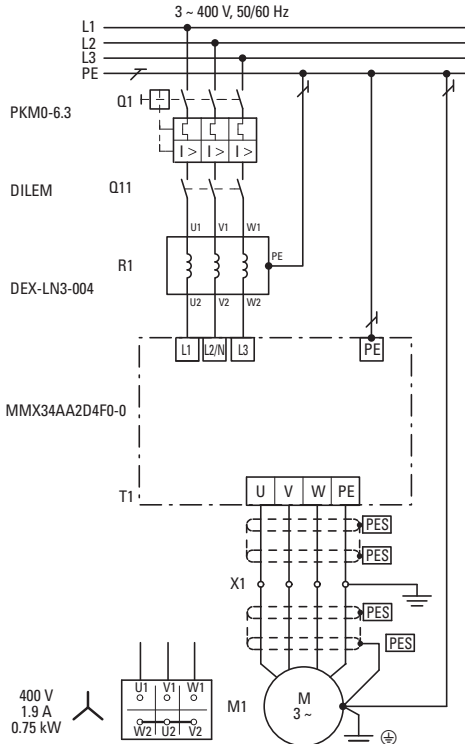 3 ~ 400 V, 50/60 Hz
L1
L2
L3
PE
PKM0-6.3
Q1
I > I > I >
DILEM
Q11
U1 V1 W1
R1
PE
DEX-LN3-004
U2 V2 W2
L1 L2/N L3 PE
MMX34AA2D4F0-0
T1
U V W PE
PES
PES
X1
PES
PES
400 V
1.9 A
0.75 kW
U1 V1 W1
W2 U2 V2
M1
M
3 ~